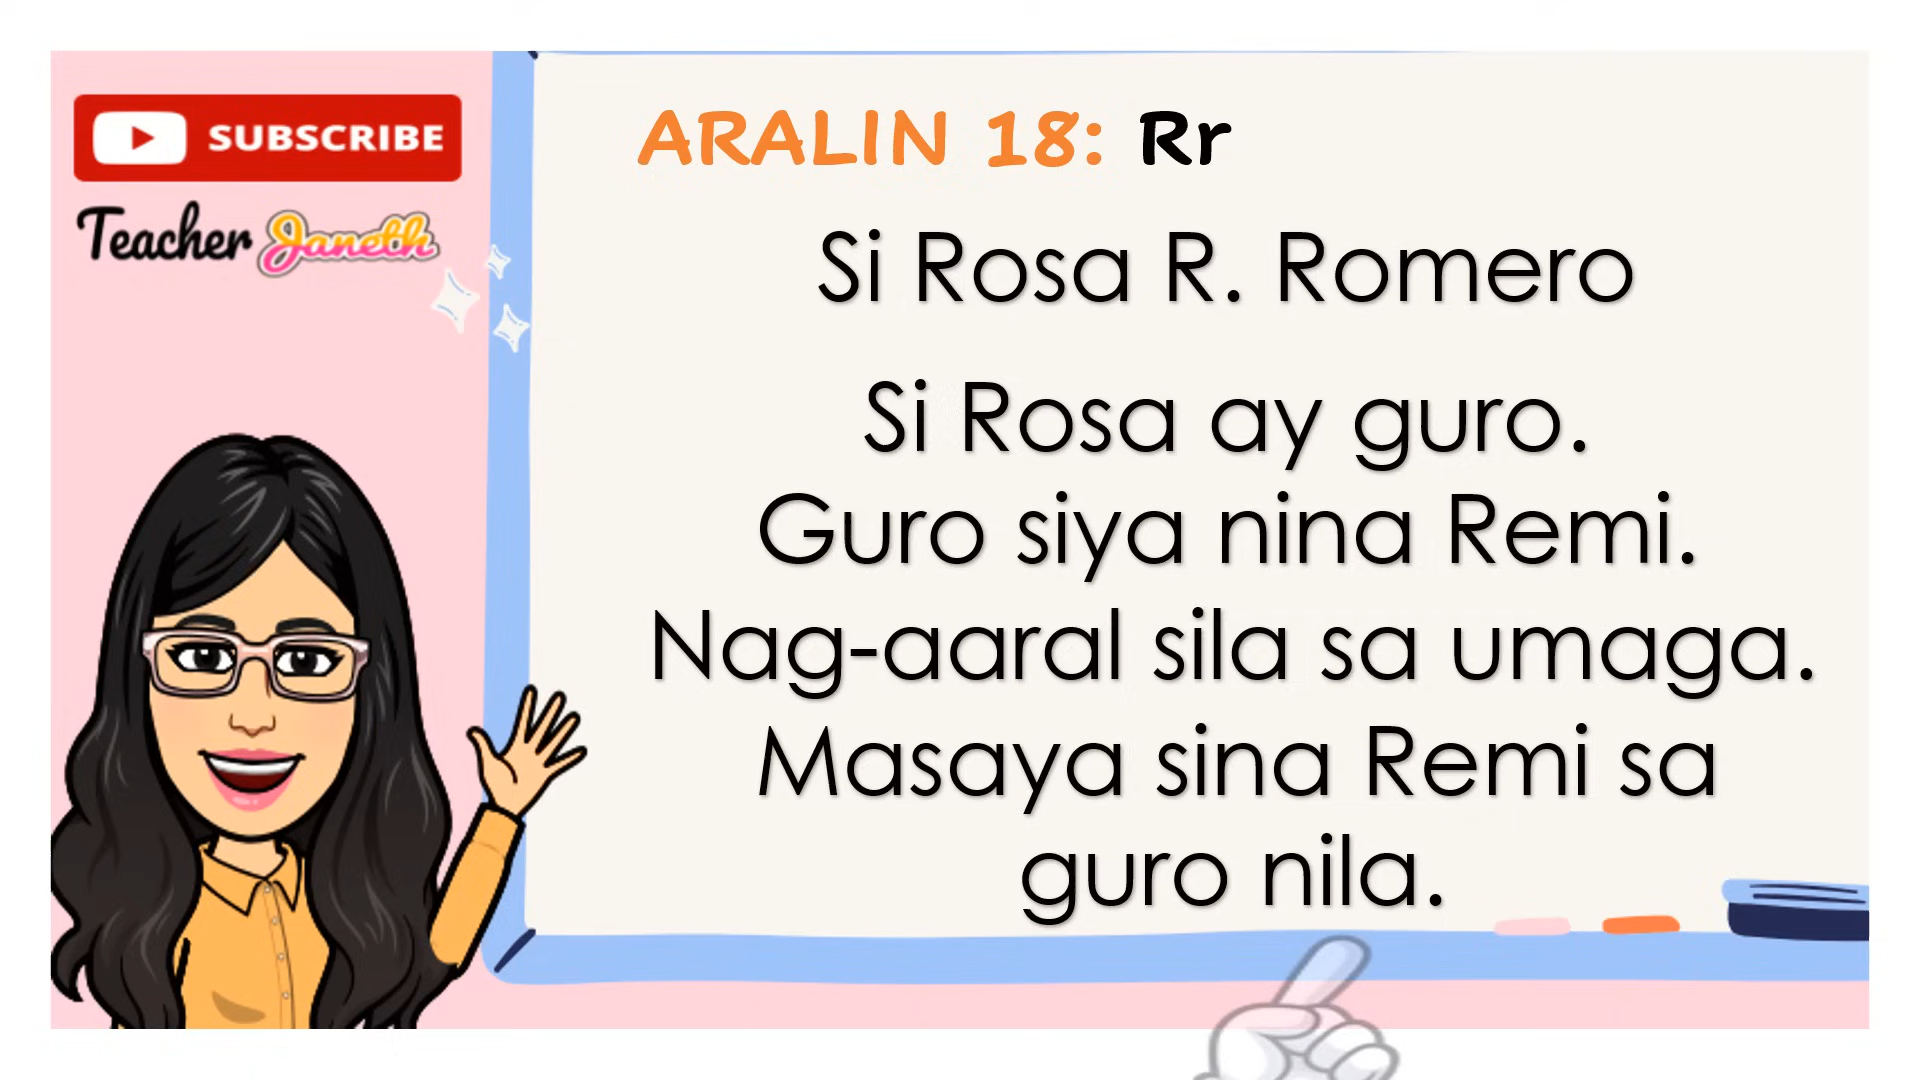 SUBSCRIBE
Teacher Janeth
ARALIN 18: Rr
Si Rosa R. Romero
Si Rosa ay guro.
Guro siya nina Remi.
Nag-aaral sila sa umaga.
Masaya sina Remi sa
guro nila.